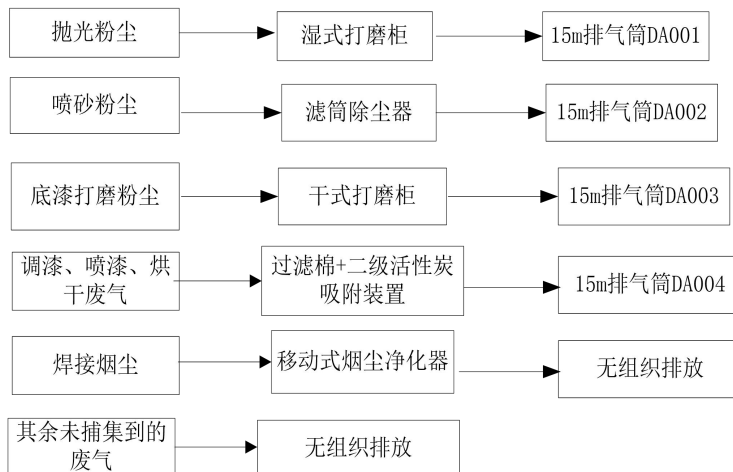 抛光粉尘
湿式打磨柜
15m排气筒DA001
喷砂粉尘
滤筒除尘器
15m排气筒DA002
底漆打磨粉尘
干式打磨柜
15m排气筒DA003
调漆、喷漆、烘
干废气
过滤棉+二级活性炭
吸附装置
15m排气筒DA004
焊接烟尘
移动式烟尘净化器
无组织排放
其余未捕集到的
废气
无组织排放